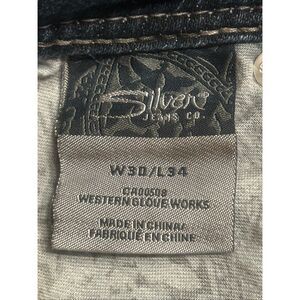 Silver
JEANS CO.
W30/L34
CA00508
WESTERN GLOVE WORKS
MADE IN CHINA/
FABRIQUÉ EN CHINE